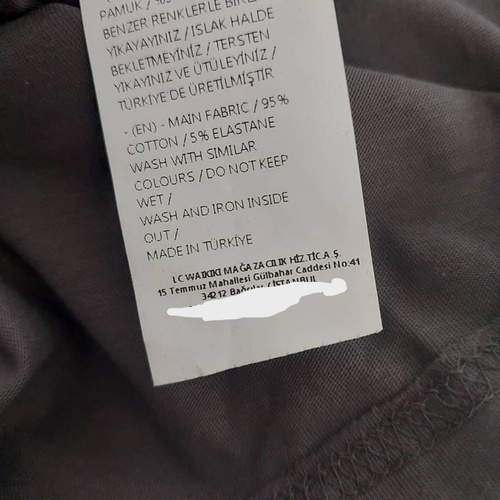 PAMUK / %5
BENZER RENKLERLE BİRL
YIKAYINIZ / ISLAK HALDE
BEKLETMEYİNİZ / TERSTEN
YIKAYINIZ VE ÜTÜLEYİNİZ /
TÜRKİYE DE ÜRETİLMİŞTİR
- (EN) - MAIN FABRIC / 95%
COTTON / 5% ELASTANE
WASH WITH SIMILAR
COLOURS / DO NOT KEEP
WET /
WASH AND IRON INSIDE
OUT /
MADE IN TÜRKİYE
LC WAIKIKI MAĞAZACILIK HİZ.TİC.A.Ş.
15 Temmuz Mahallesi Gülbahar Caddesi No:41
34212 Bağcılar / İSTANBUL